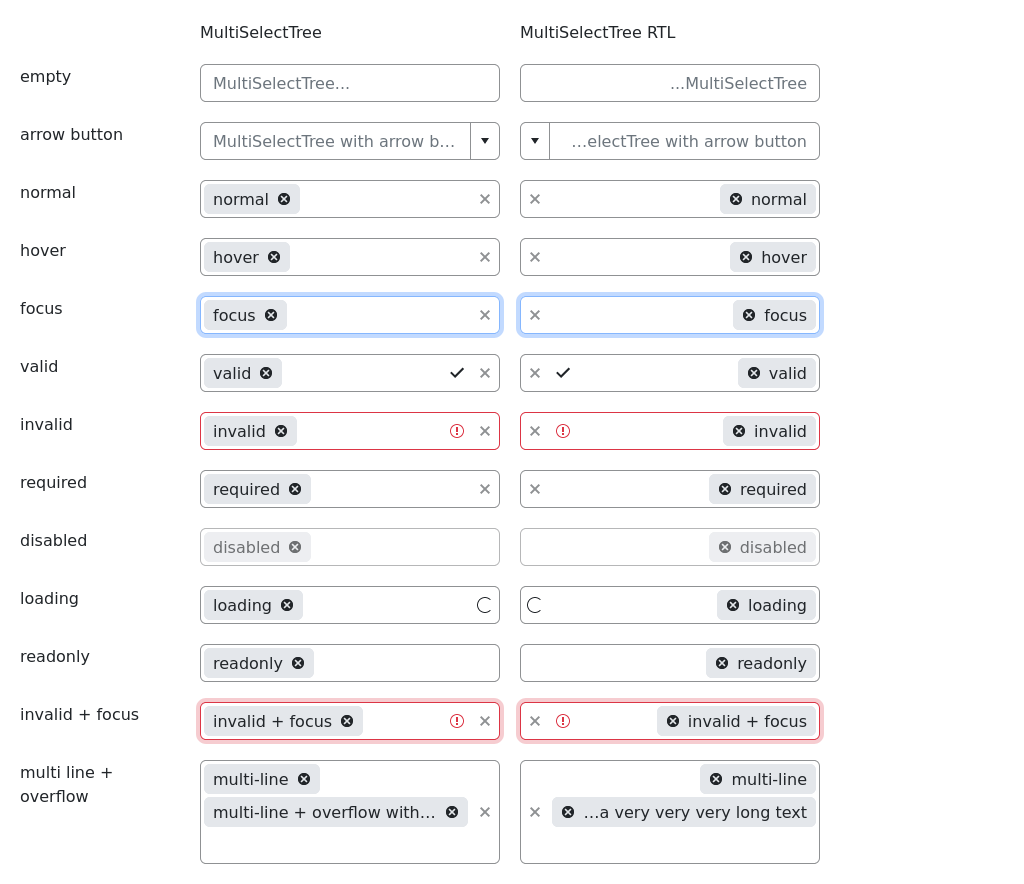 MultiSelectTree MultiSelectTree RTL
empty MultiSelectTree... ...MultiSelectTree
arrow button MultiSelectTree with arrow b... ...electTree with arrow button
normal normal normal
hover hover hover
focus focus focus
valid valid valid
invalid invalid invalid
required required required
disabled disabled disabled
loading loading loading
readonly readonly readonly
invalid + focus invalid + focus invalid + focus
multi line + multi-line multi-line
overflow multi-line + overflow with... ...a very very very long text